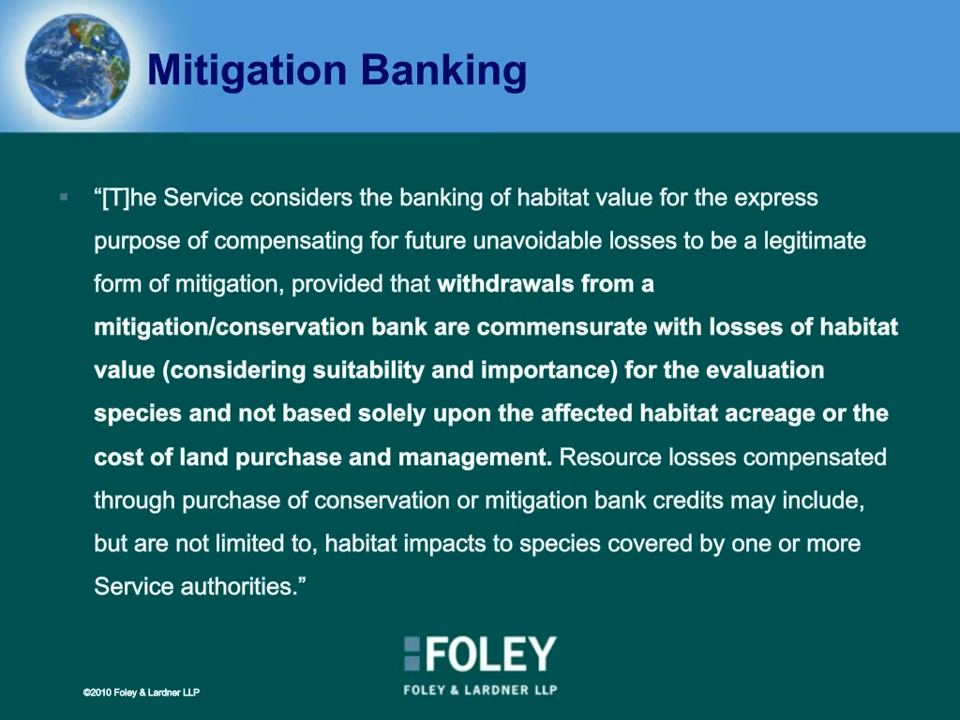 Mitigation Banking
“[T]he Service considers the banking of habitat value for the express
purpose of compensating for future unavoidable losses to be a legitimate
form of mitigation, provided that withdrawals from a
mitigation/conservation bank are commensurate with losses of habitat
value (considering suitability and importance) for the evaluation
species and not based solely upon the affected habitat acreage or the
cost of land purchase and management. Resource losses compensated
through purchase of conservation or mitigation bank credits may include,
but are not limited to, habitat impacts to species covered by one or more
Service authorities.”
FOLEY
FOLEY & LARDNER LLP
©2010 Foley & Lardner LLP